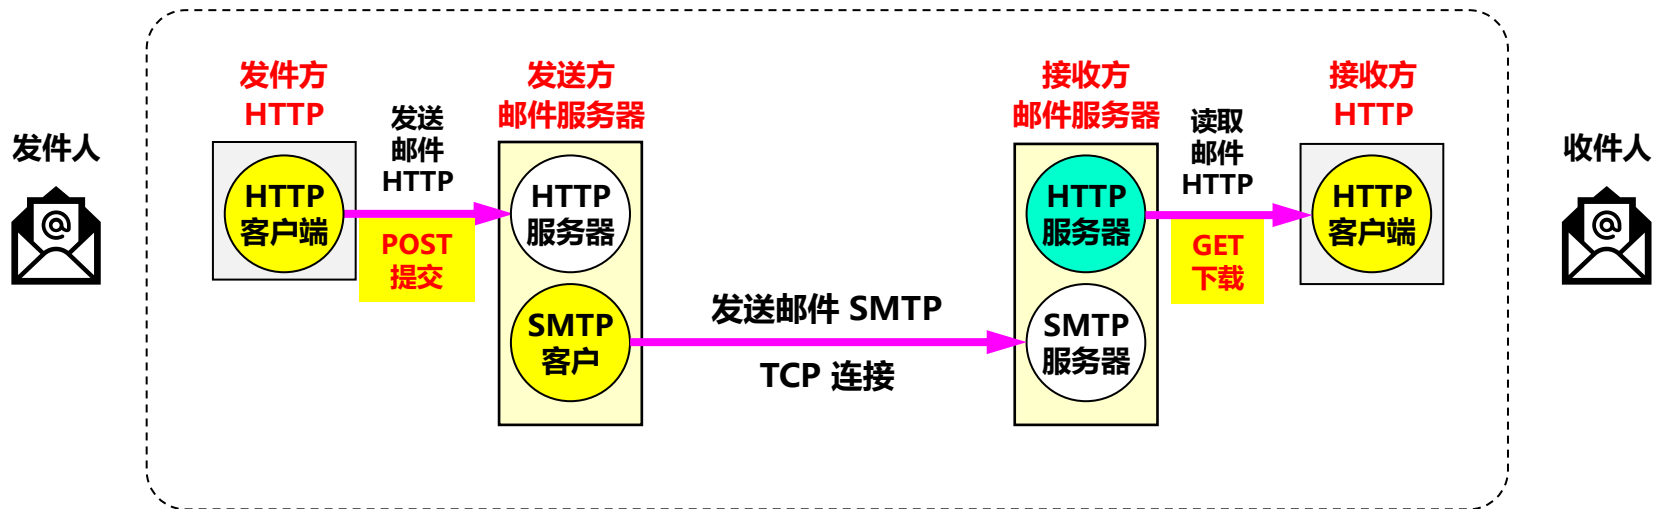 发件人
@
发件方
HTTP
HTTP
客户端
发送
邮件
HTTP
POST
提交
发送方
邮件服务器
HTTP
服务器
SMTP
客户
发送邮件 SMTP
TCP 连接
接收方
邮件服务器
HTTP
服务器
SMTP
服务器
读取
邮件
HTTP
GET
下载
接收方
HTTP
HTTP
客户端
收件人
@